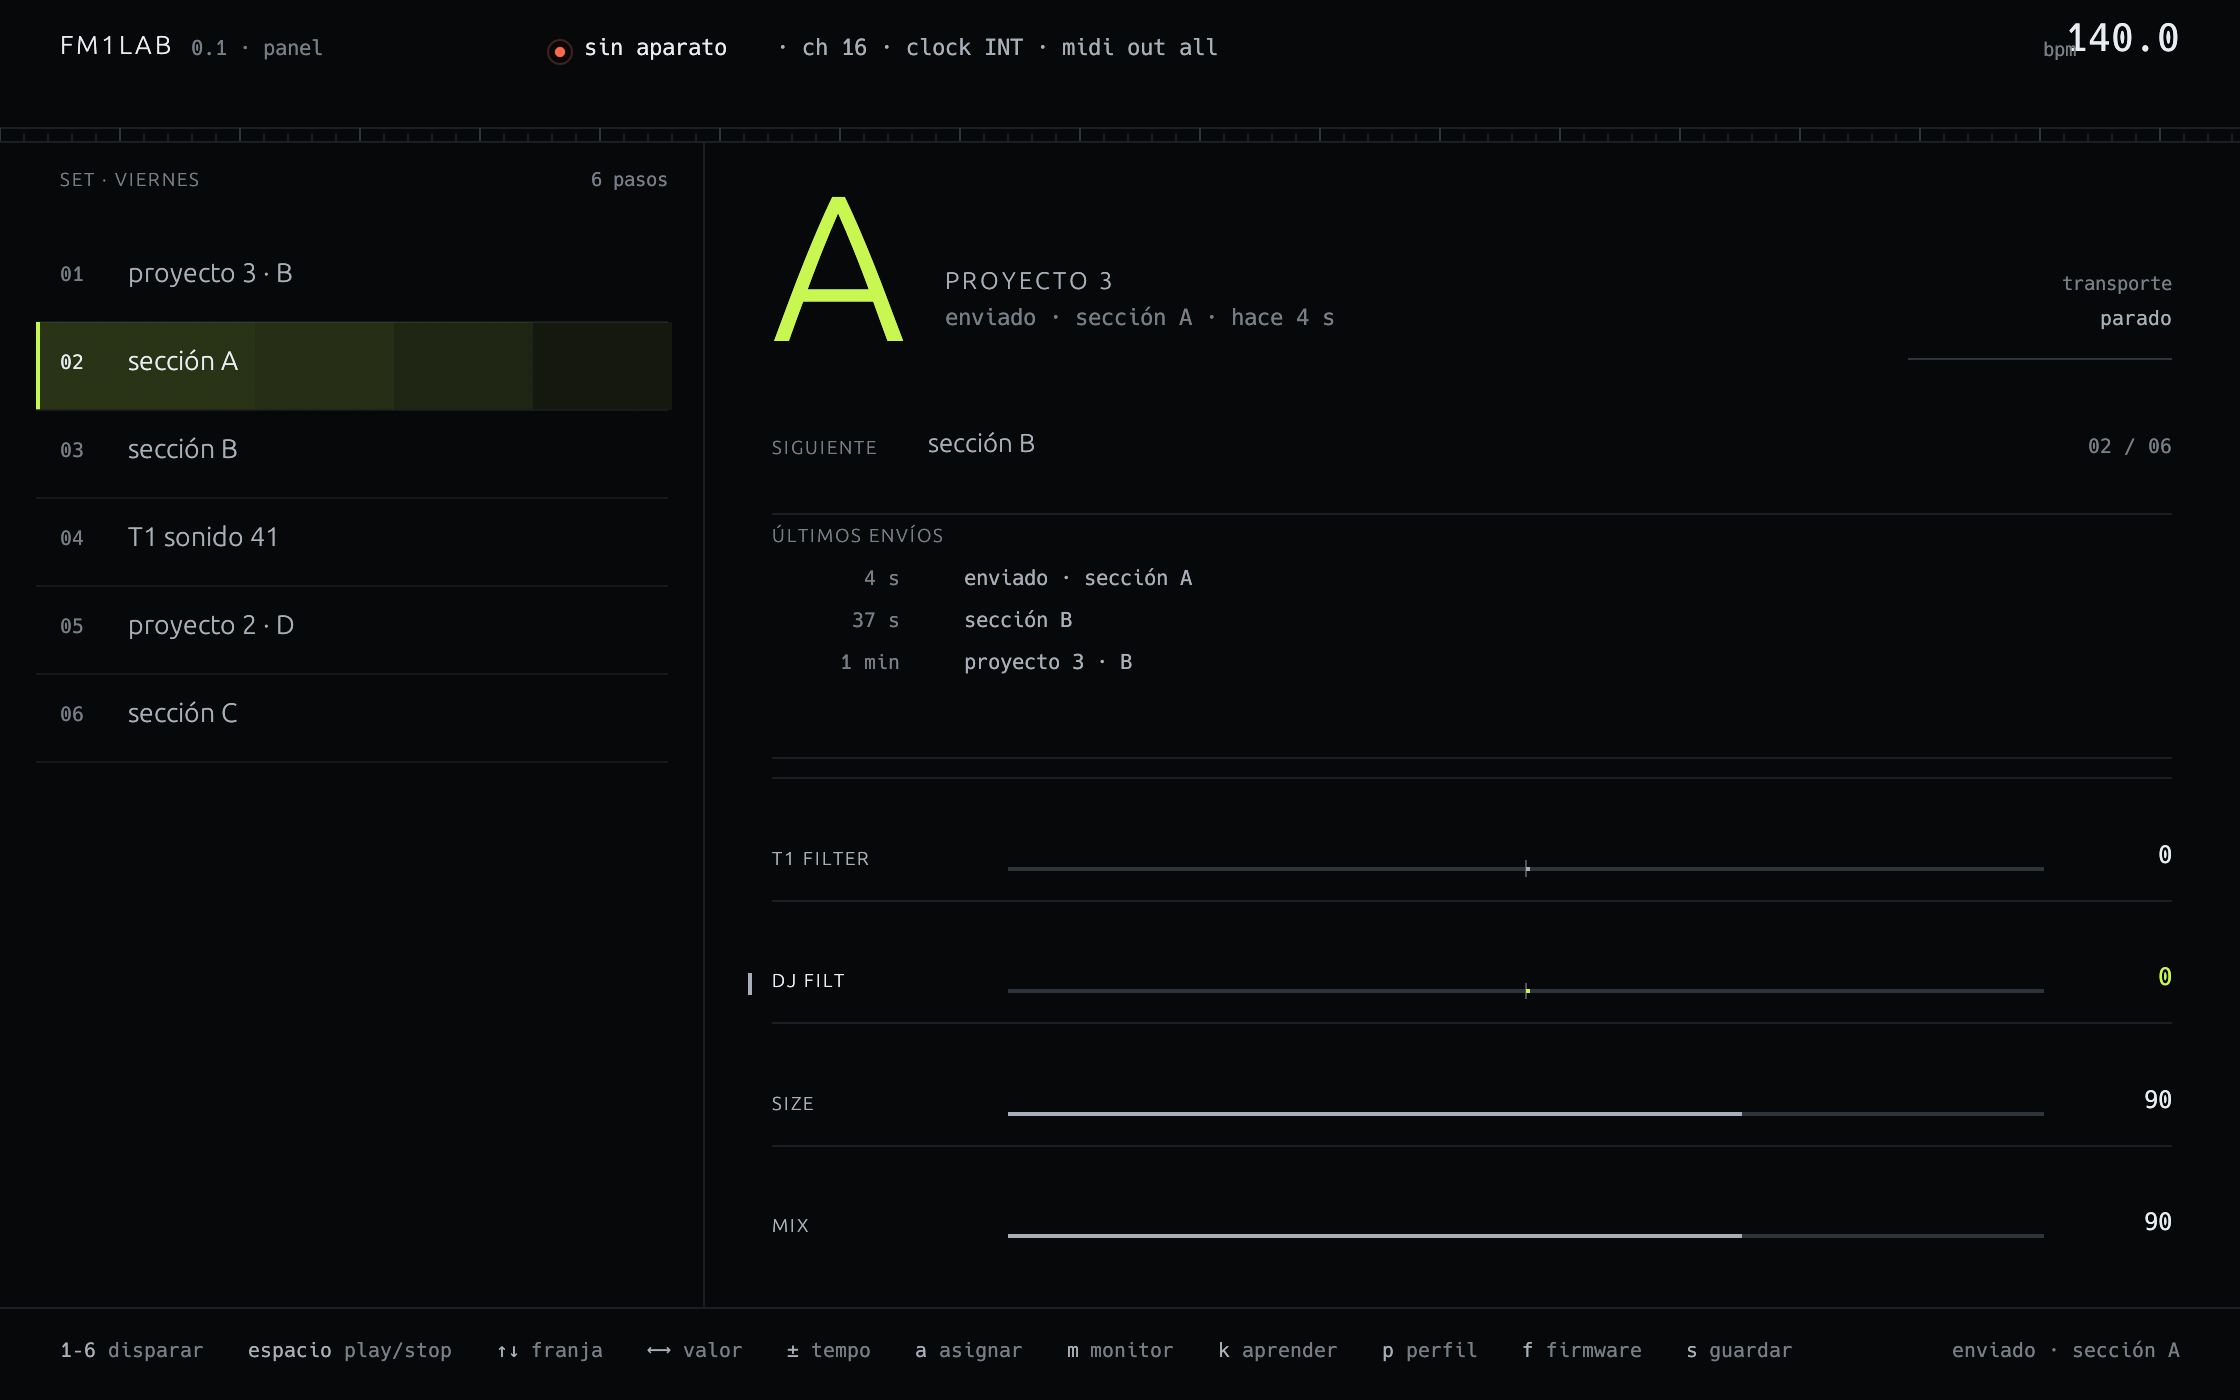 FM1LAB 0.1 · panel
sin aparato · ch 16 · clock INT · midi out all
bpm 140.0
SET · VIERNES 6 pasos
01 proyecto 3 · B
02 sección A
03 sección B
04 T1 sonido 41
05 proyecto 2 · D
06 sección C
A
PROYECTO 3
enviado · sección A · hace 4 s
transporte
parado
SIGUIENTE sección B 02 / 06
ÚLTIMOS ENVÍOS
4 s enviado · sección A
37 s sección B
1 min proyecto 3 · B
T1 FILTER 0
DJ FILT 0
SIZE 90
MIX 90
1-6 disparar espacio play/stop ↑↓ franja ←→ valor ± tempo a asignar m monitor k aprender p perfil f firmware s guardar enviado · sección A